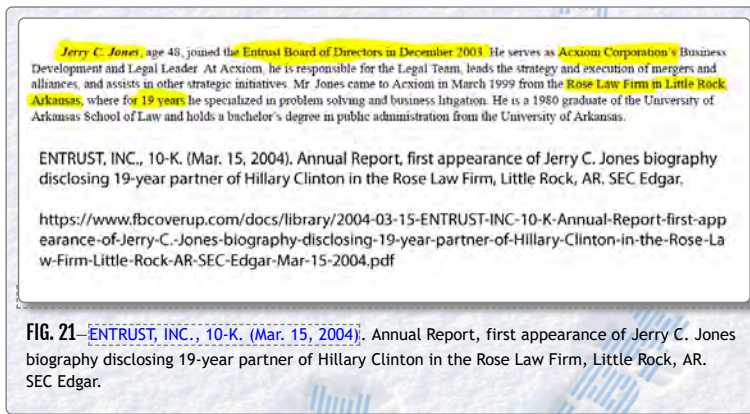 Jerry C. Jones, age 48, joined the Entrust Board of Directors in December 2003. He serves as Acxiom Corporation's Business
Development and Legal Leader. At Acxiom, he is responsible for the Legal Team, leads the strategy and execution of mergers and
alliances, and assists in other strategic initiatives. Mr. Jones came to Acxiom in March 1999 from the Rose Law Firm in Little Rock,
Arkansas, where for 19 years he specialized in problem solving and business litigation. He is a 1980 graduate of the University of
Arkansas School of Law and holds a bachelor's degree in public administration from the University of Arkansas.
ENTRUST, INC., 10-K. (Mar. 15, 2004). Annual Report, first appearance of Jerry C. Jones biography
disclosing 19-year partner of Hillary Clinton in the Rose Law Firm, Little Rock, AR. SEC Edgar.
https://www.fbcoverup.com/docs/library/2004-03-15-ENTRUST-INC-10-K-Annual-Report-first-app
earance-of-Jerry-C.-Jones-biography-disclosing-19-year-partner-of-Hillary-Clinton-in-the-Rose-La
w-Firm-Little-Rock-AR-SEC-Edgar-Mar-15-2004.pdf
FIG. 21—ENTRUST, INC., 10-K. (Mar. 15, 2004). Annual Report, first appearance of Jerry C. Jones
biography disclosing 19-year partner of Hillary Clinton in the Rose Law Firm, Little Rock, AR.
SEC Edgar.